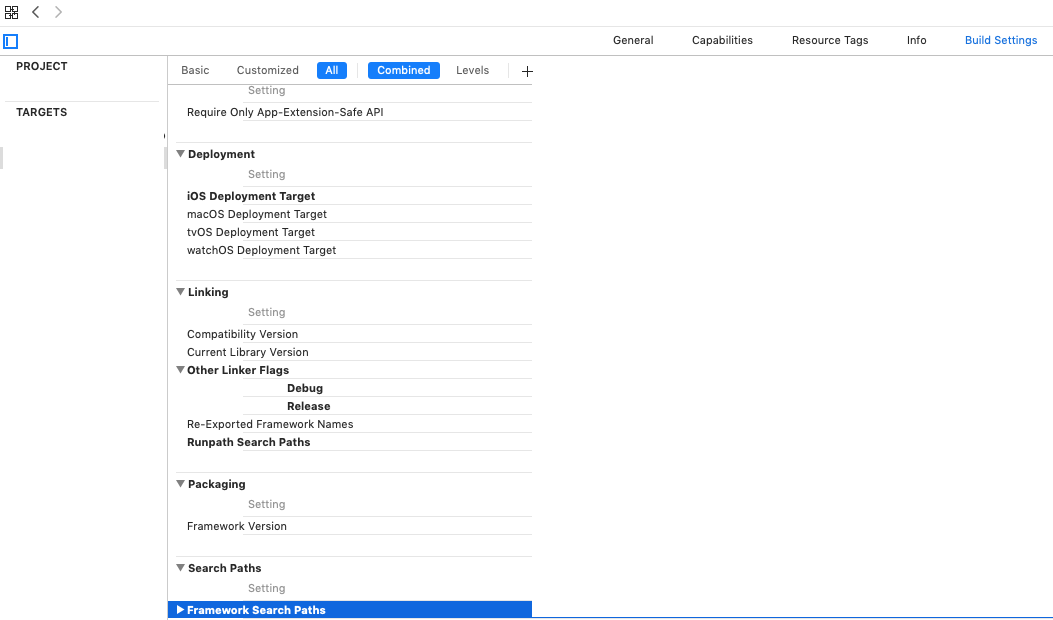 General Capabilities Resource Tags Info Build Settings
PROJECT
TARGETS
Basic Customized All Combined Levels +
Setting
Require Only App-Extension-Safe API
Deployment
Setting
iOS Deployment Target
macOS Deployment Target
tvOS Deployment Target
watchOS Deployment Target
Linking
Setting
Compatibility Version
Current Library Version
Other Linker Flags
Debug
Release
Re-Exported Framework Names
Runpath Search Paths
Packaging
Setting
Framework Version
Search Paths
Setting
Framework Search Paths